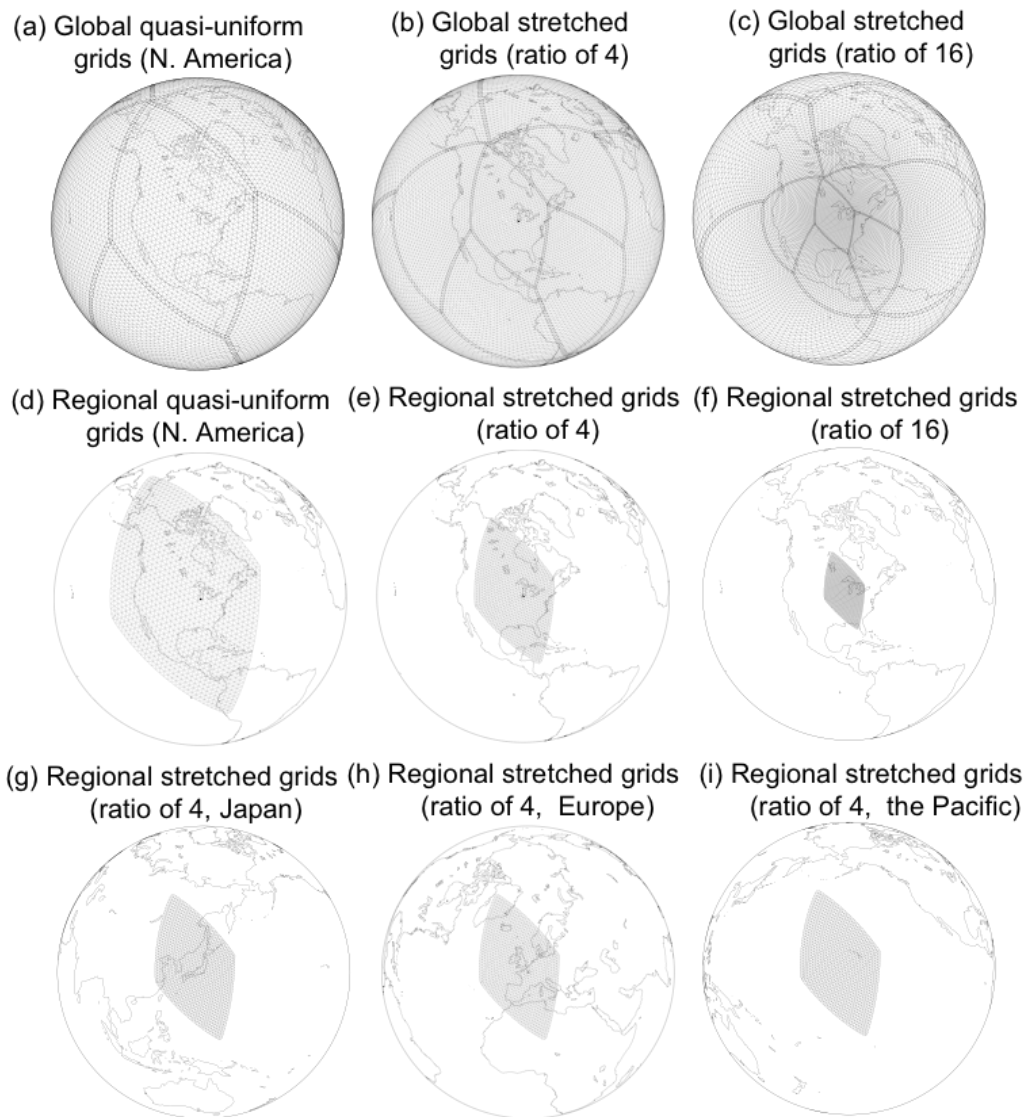 (a) Global quasi-uniform
grids (N. America)
(b) Global stretched
grids (ratio of 4)
(c) Global stretched
grids (ratio of 16)
(d) Regional quasi-uniform
grids (N. America)
(e) Regional stretched grids
(ratio of 4)
(f) Regional stretched grids
(ratio of 16)
(g) Regional stretched grids
(ratio of 4, Japan)
(h) Regional stretched grids
(ratio of 4, Europe)
(i) Regional stretched grids
(ratio of 4, the Pacific)